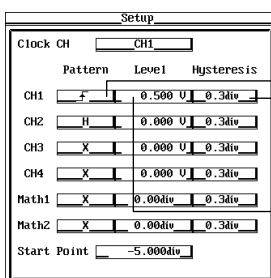 Setup
Clock CH CH1
Pattern Level Hysteresis
CH1 0.500 V 0.3div
CH2 H 0.000 V 0.3div
CH3 X 0.000 V 0.3div
CH4 X 0.000 V 0.3div
Math1 X 0.00div 0.3div
Math2 X 0.00div 0.3div
Start Point -5.000div